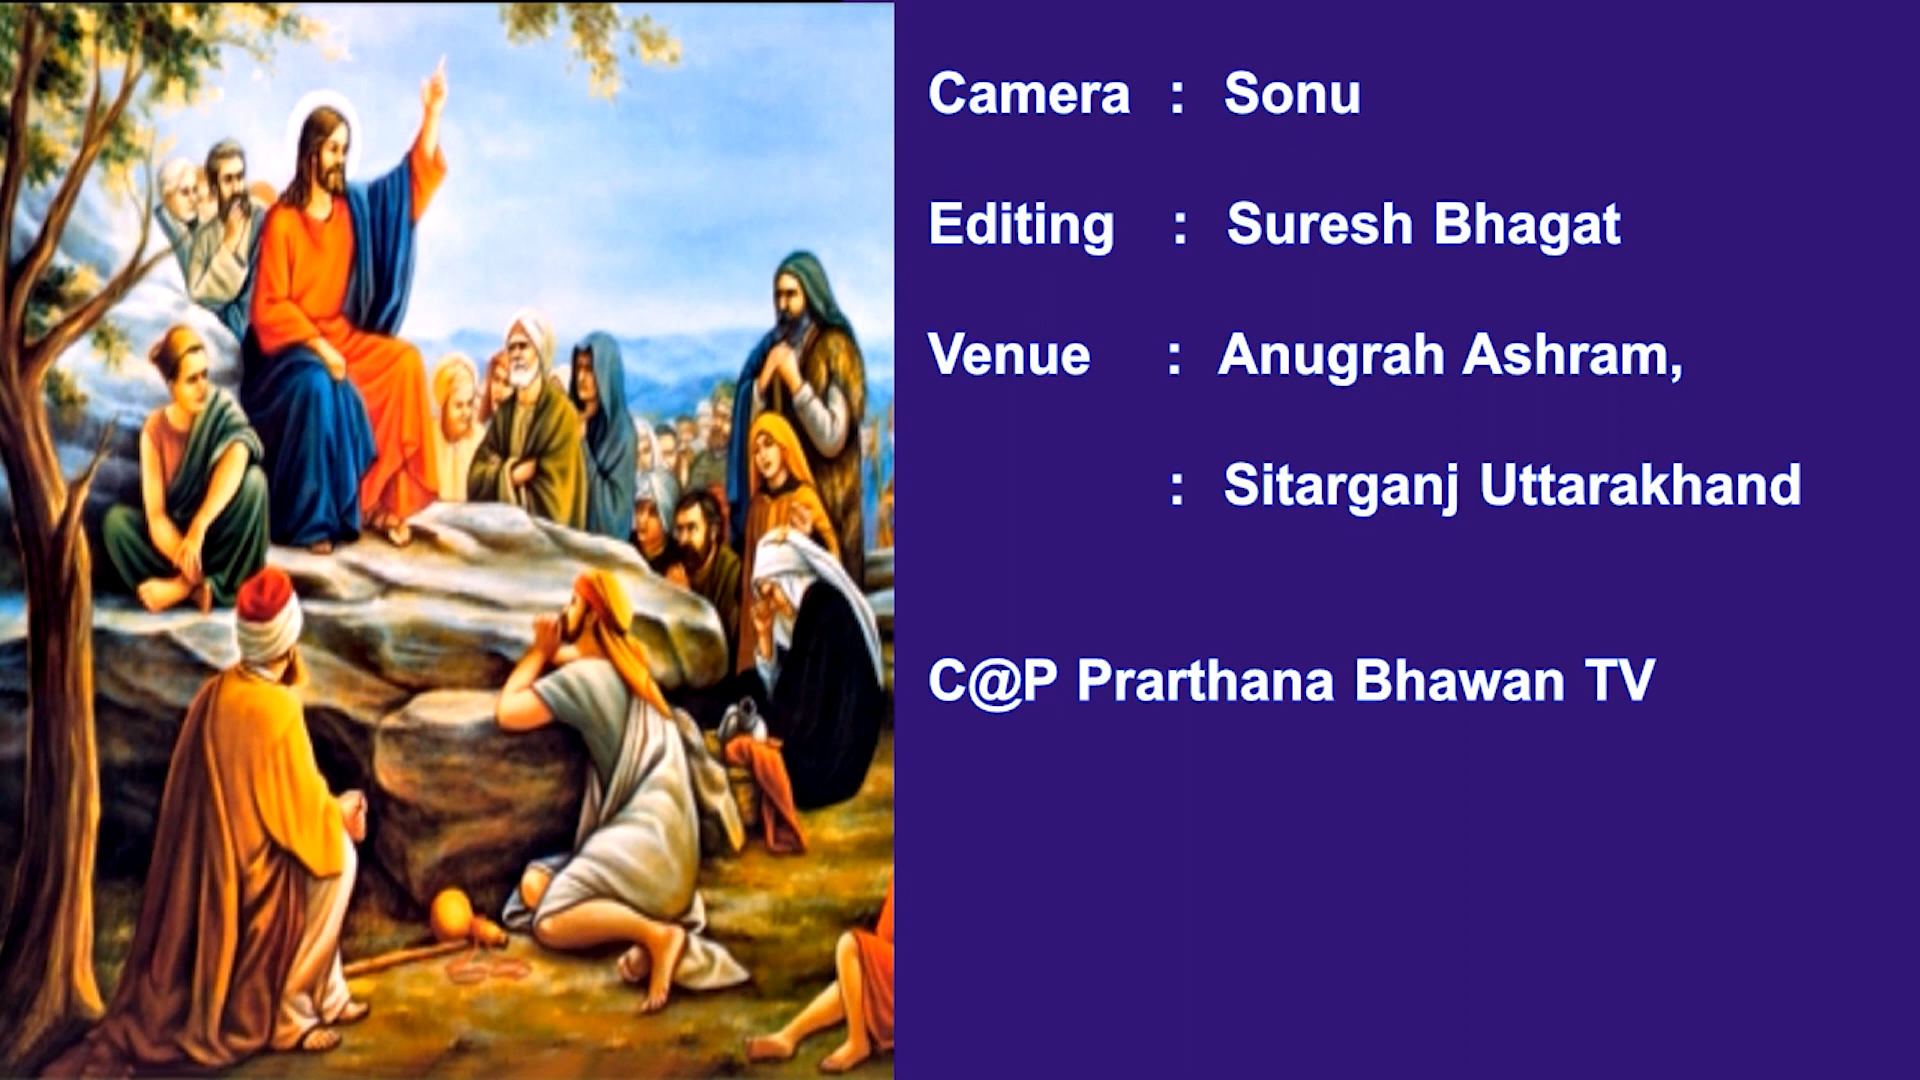 Camera : Sonu
Editing : Suresh Bhagat
Venue : Anugrah Ashram,
: Sitarganj Uttarakhand
C@P Prarthana Bhawan TV